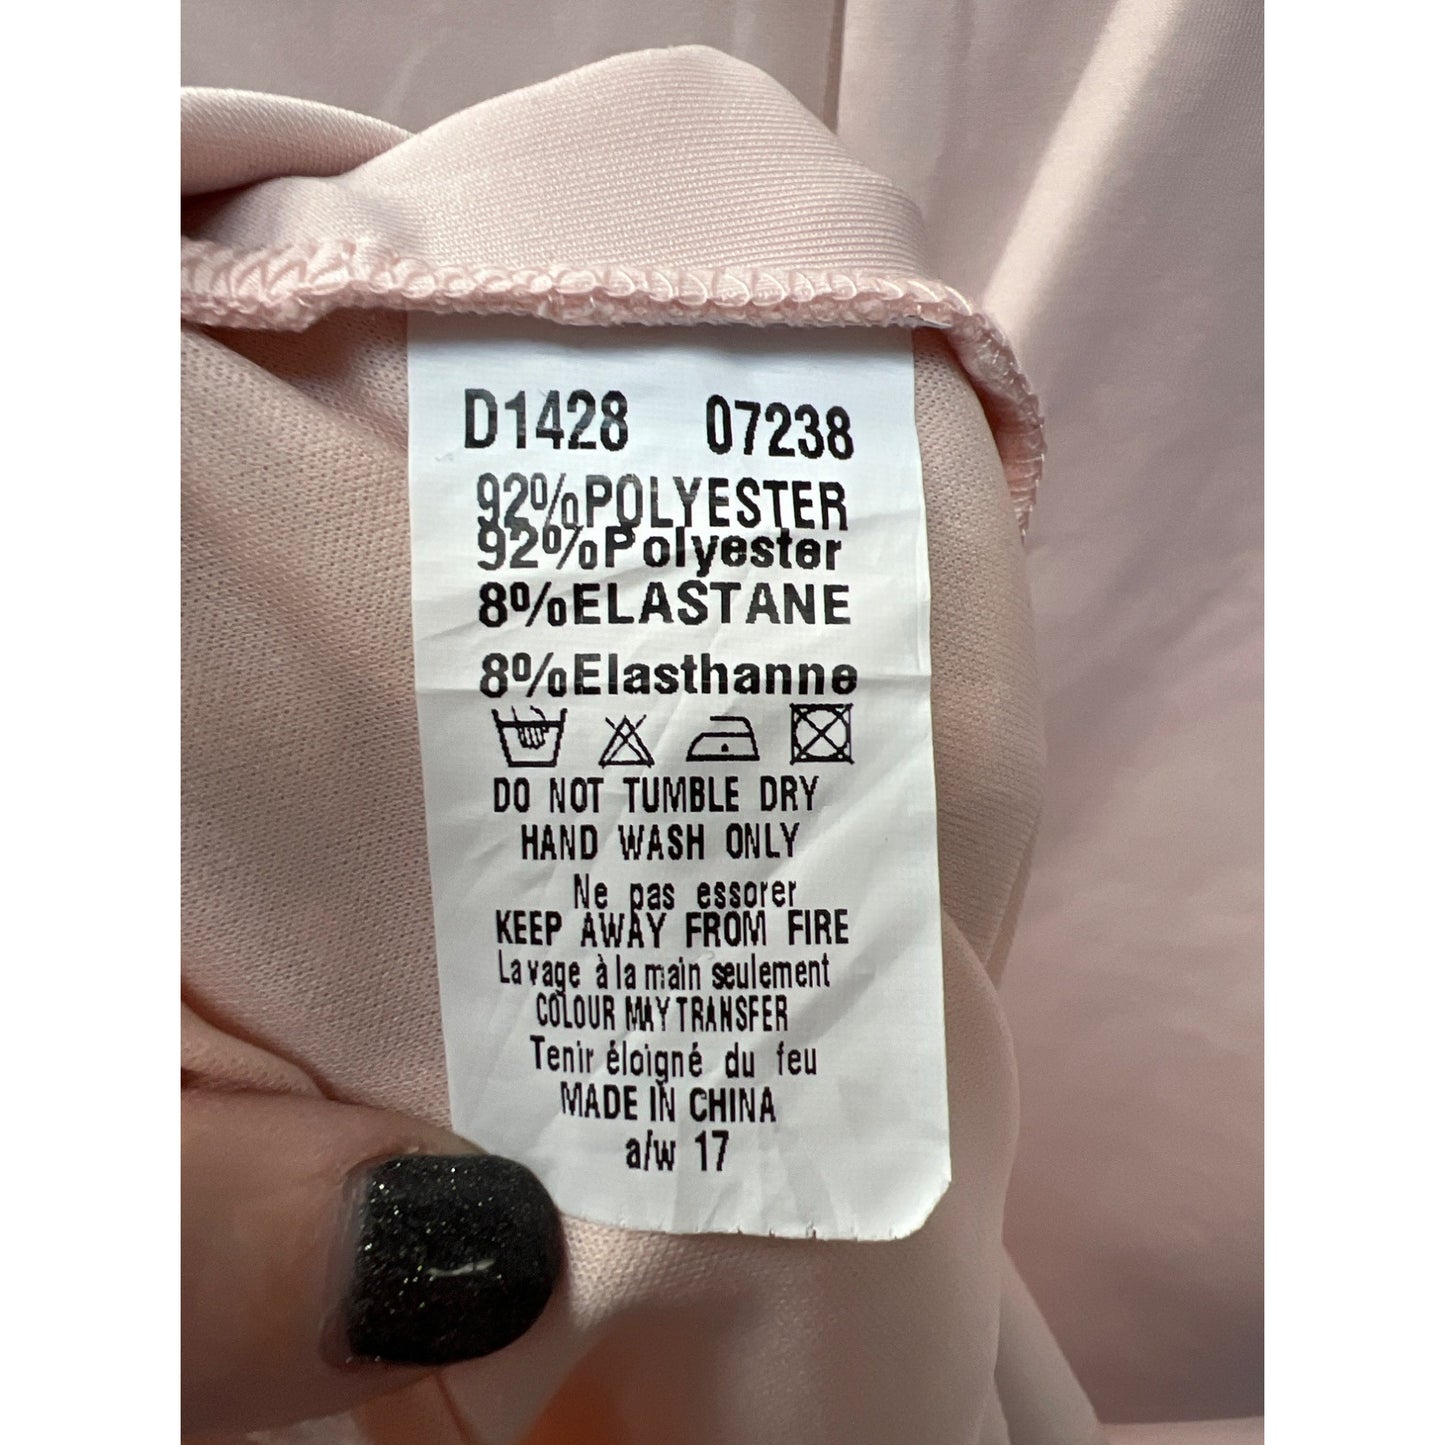 D1428 07238
92%POLYESTER
92%Polyester
8%ELASTANE
8%Elasthanne
DO NOT TUMBLE DRY
HAND WASH ONLY
Ne pas essorer
KEEP AWAY FROM FIRE
Lavage à la main seulement
COLOUR MAY TRANSFER
Tenir éloigné du feu
MADE IN CHINA
a/w 17